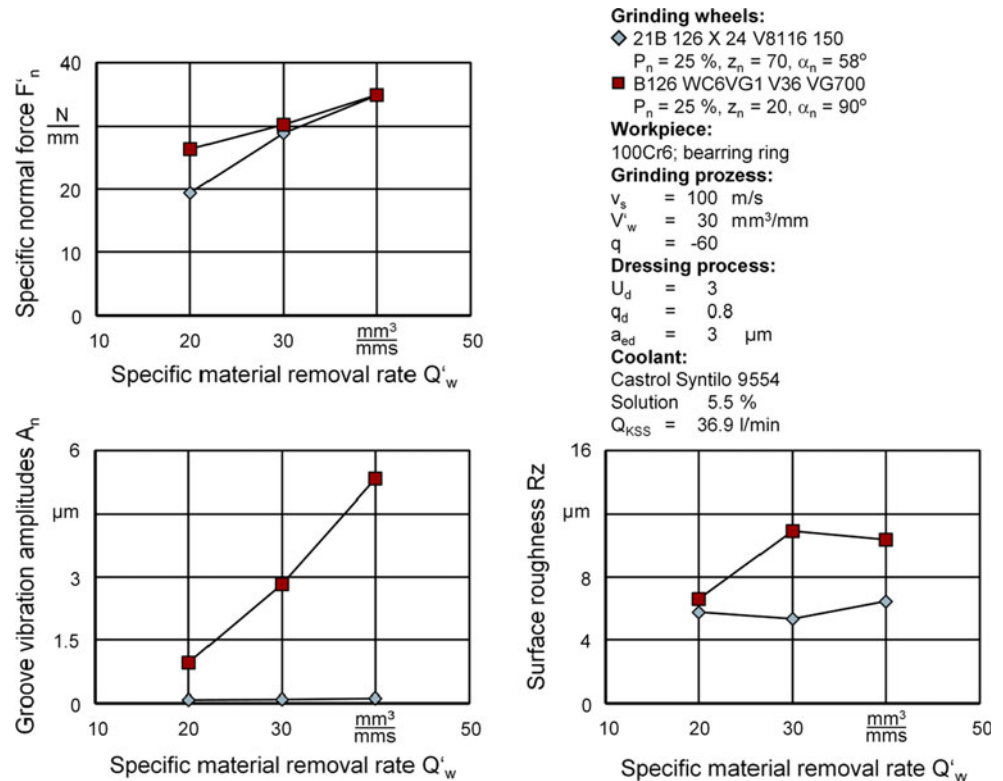 Grinding wheels:
21B 126 X 24 V8116 150
Pn = 25 %, zn = 70, αn = 58º
B126 WC6VG1 V36 VG700
Pn = 25 %, zn = 20, αn = 90º
Workpiece:
100Cr6; bearring ring
Grinding prozess:
vs = 100 m/s
V'w = 30 mm³/mm
q = -60
Dressing process:
Ud = 3
qd = 0.8
aed = 3 µm
Coolant:
Castrol Syntilo 9554
Solution 5.5 %
QKSS = 36.9 l/min
Specific normal force F'n
40
N
mm
20
10
0
10 20 30 mm³/mms 50
Specific material removal rate Q'w
Groove vibration amplitudes An
6
µm
3
1.5
0
10 20 30 mm³/mms 50
Specific material removal rate Q'w
Surface roughness Rz
16
µm
8
4
0
10 20 30 mm³/mms 50
Specific material removal rate Q'w